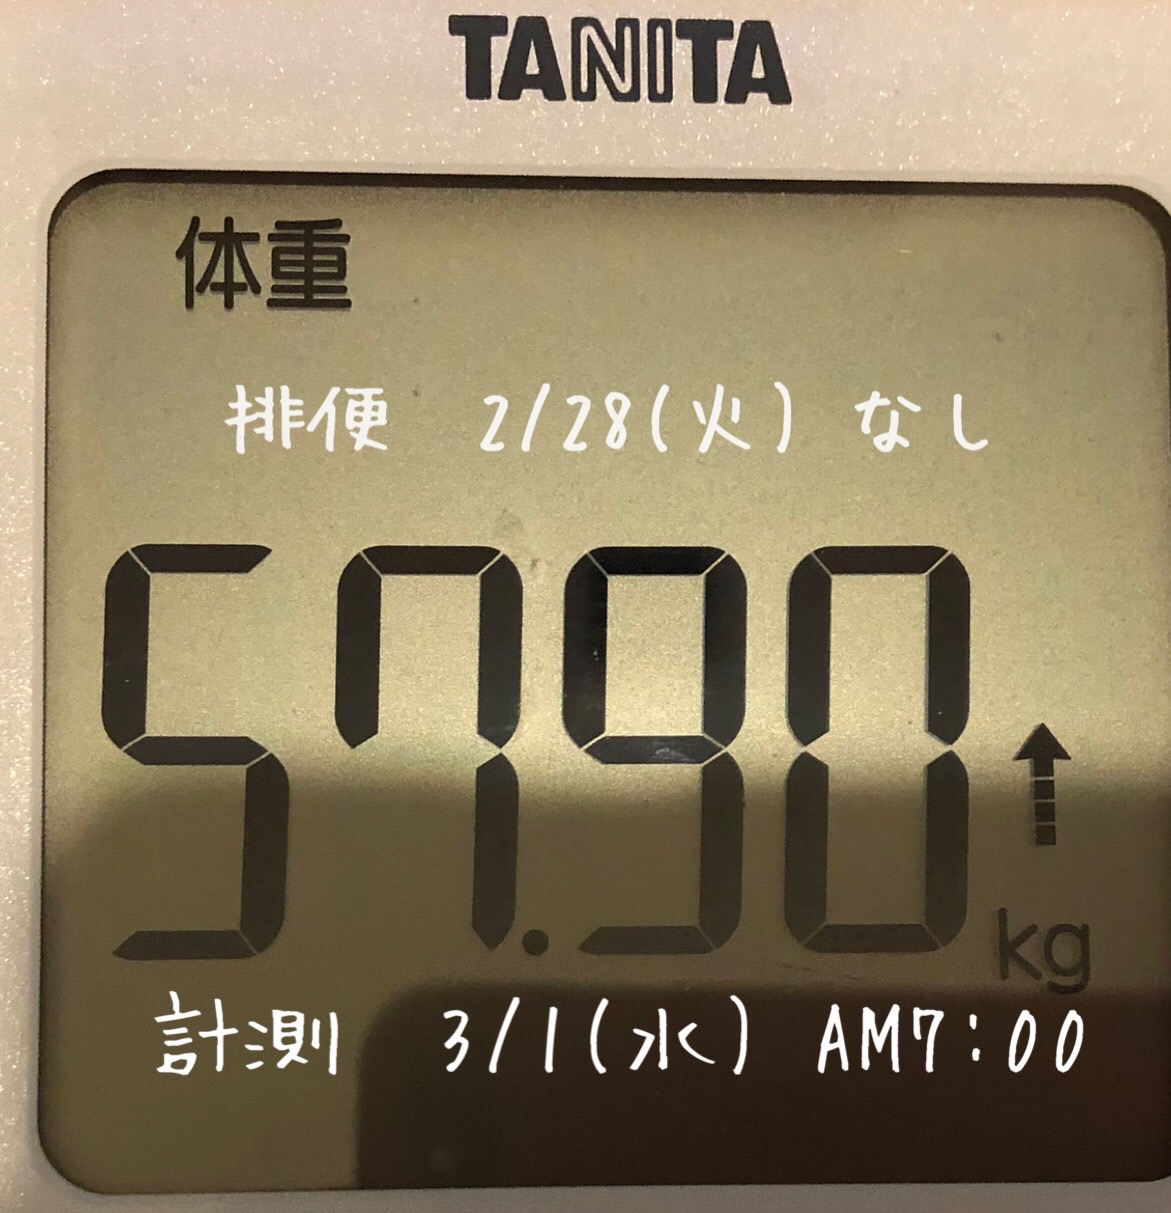 TANITA
体重
排便 2/28(火) なし
57.90
kg
計測 3/1(水) AM7:00